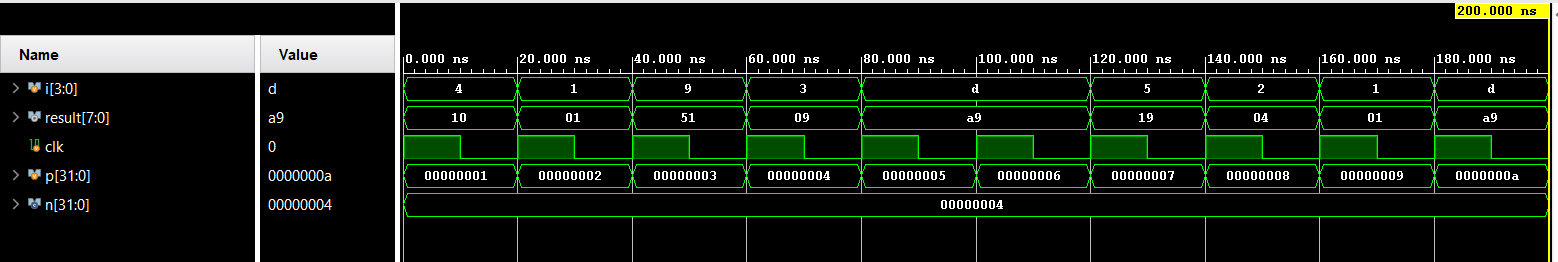 200.000 ns
Name Value
0.000 ns 20.000 ns 40.000 ns 60.000 ns 80.000 ns 100.000 ns 120.000 ns 140.000 ns 160.000 ns 180.000 ns
i[3:0] d 4 1 9 3 d 5 2 1 d
result[7:0] a9 10 01 51 09 a9 19 04 01 a9
clk 0
p[31:0] 0000000a 00000001 00000002 00000003 00000004 00000005 00000006 00000007 00000008 00000009 0000000a
n[31:0] 00000004 00000004